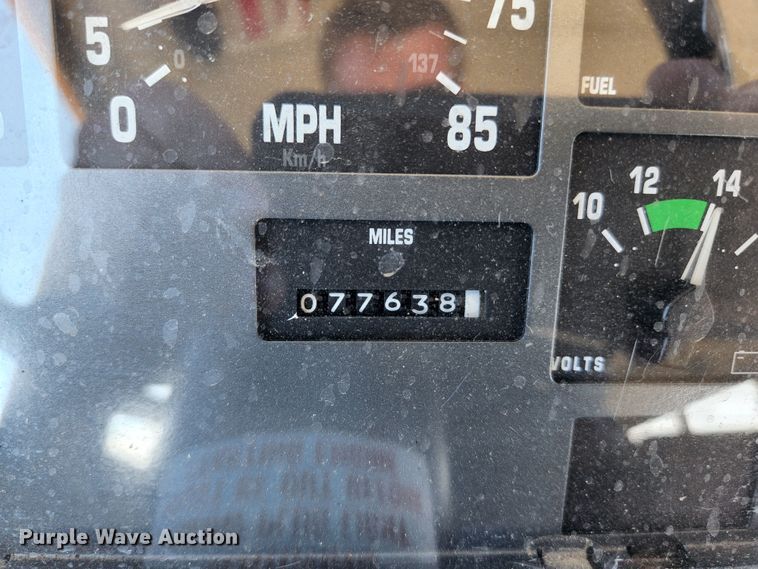 5
75
0
137
0
MPH
85
Km/h
FUEL
10
12
14
MILES
077638
VOLTS
Purple Wave Auction